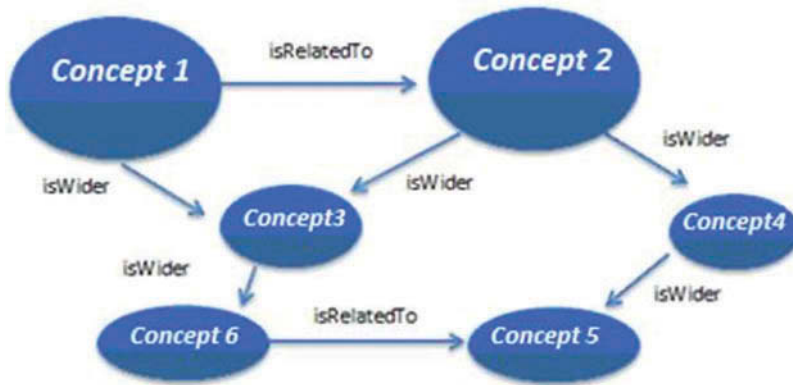 Concept 1
isRelatedTo
Concept 2
isWider
isWider
isWider
Concept3
Concept4
isWider
isWider
Concept 6
isRelatedTo
Concept 5